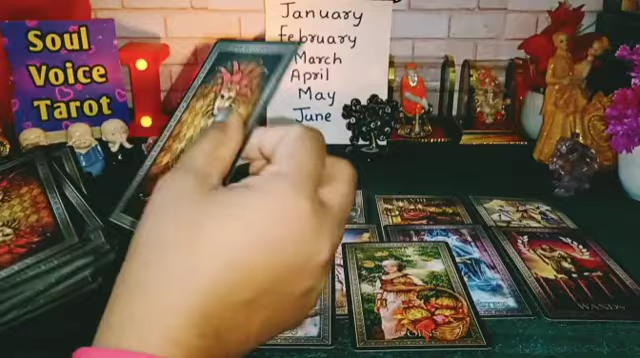 Soul
Voice
Tarot
January
February
March
April
May
June
WANDS